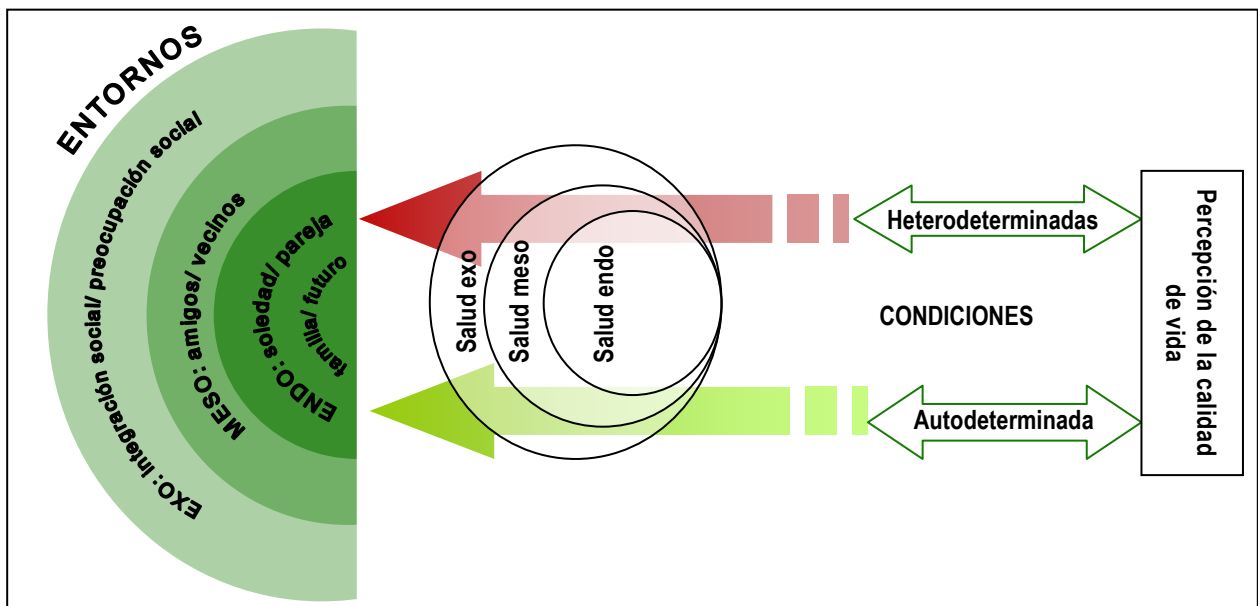 ENTORNOS
EXO: Integración social/ preocupación social
MESO: amigos/ vecinos
ENDO: soledad/ pareja
familia/ futuro
Salud exo
Salud meso
Salud endo
Heterodeterminadas
CONDICIONES
Autodeterminada
Percepción de la calidad
de vida